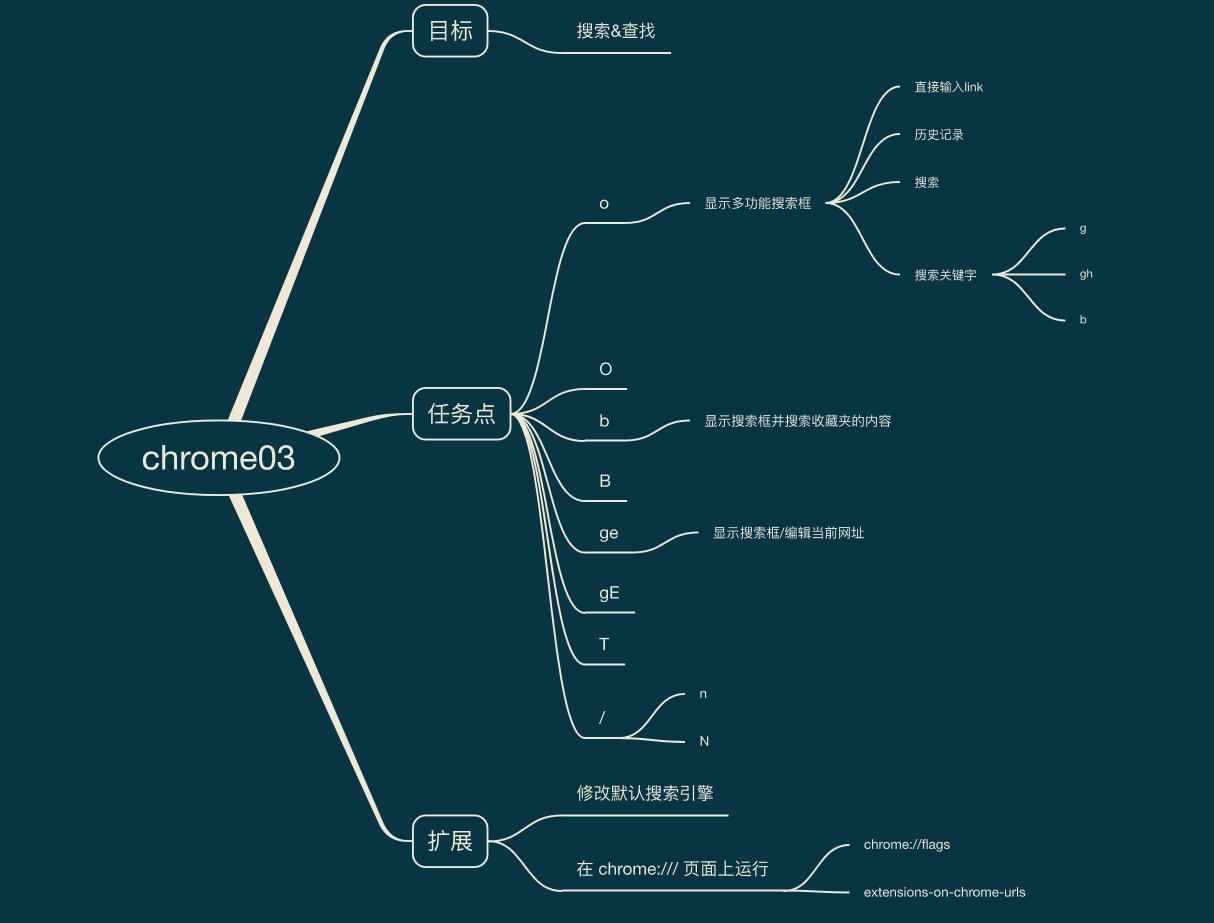 chrome03
目标
搜索&查找
任务点
o
显示多功能搜索框
直接输入link
历史记录
搜索
搜索关键字
g
gh
b
O
b
显示搜索框并搜索收藏夹的内容
B
ge
显示搜索框/编辑当前网址
gE
T
/
n
N
扩展
修改默认搜索引擎
在 chrome:/// 页面上运行
chrome://flags
extensions-on-chrome-urls